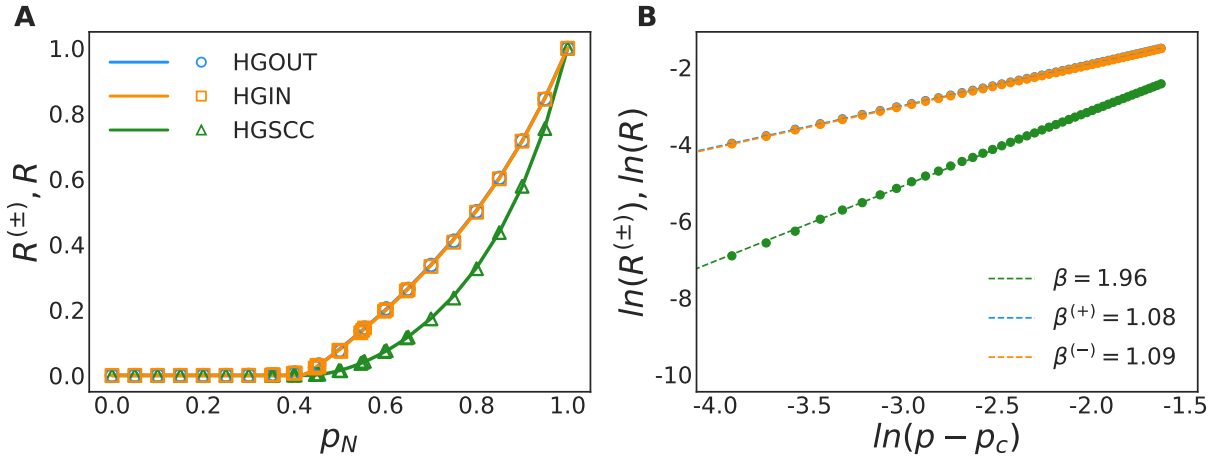 A
B
HGOUT
HGIN
HGSCC
1.0
0.8
0.6
0.4
0.2
0.0
R^(±), R
0.0 0.2 0.4 0.6 0.8 1.0
p_N
-2
-4
-6
-8
-10
ln(R^(±)), ln(R)
β = 1.96
β^(+) = 1.08
β^(−) = 1.09
-4.0 -3.5 -3.0 -2.5 -2.0 -1.5
ln(p − p_c)